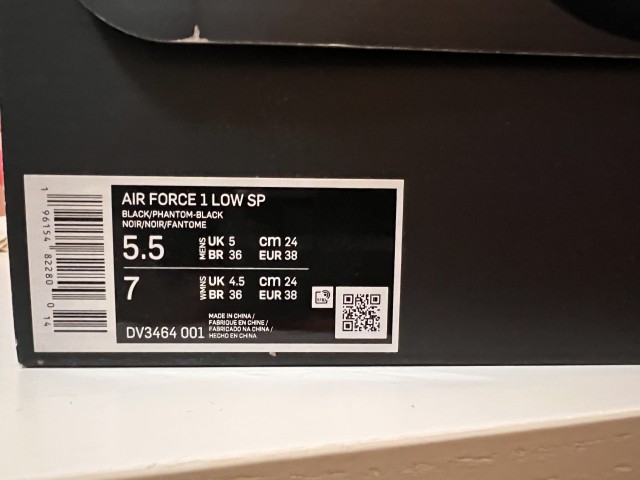 AIR FORCE 1 LOW SP
BLACK/PHANTOM-BLACK
NOIR/NOIR/FANTOME
5.5 MENS UK 5 cm 24
BR 36 EUR 38
7 WMNS UK 4.5 cm 24
BR 36 EUR 38
MADE IN CHINA /
FABRIQUE EN CHINE /
FABRICADO NA CHINA /
DV3464 001 HECHO EN CHINA
1 96154 82280 0 14